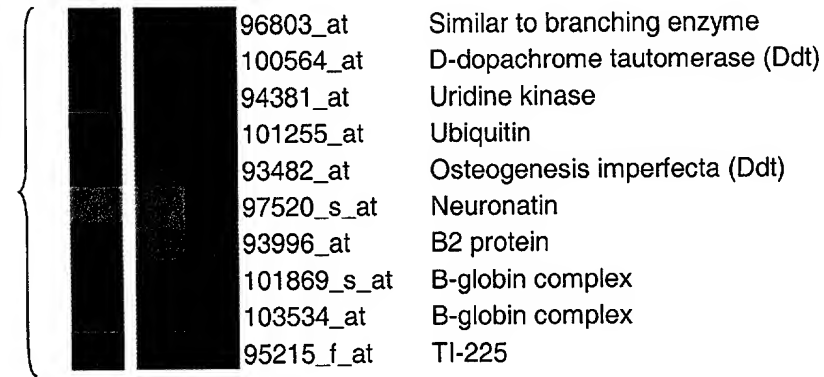 96803_at Similar to branching enzyme
100564_at D-dopachrome tautomerase (Ddt)
94381_at Uridine kinase
101255_at Ubiquitin
93482_at Osteogenesis imperfecta (Ddt)
97520_s_at Neuronatin
93996_at B2 protein
101869_s_at B-globin complex
103534_at B-globin complex
95215_f_at TI-225